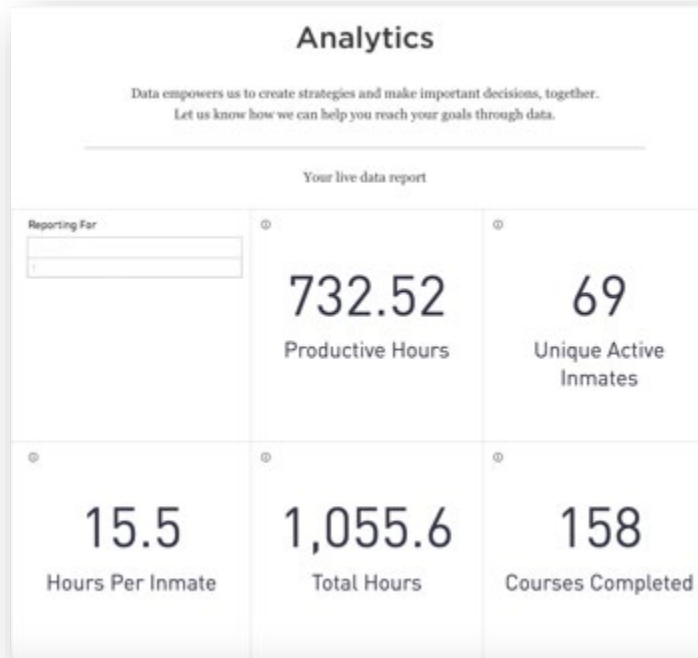 Analytics
Data empowers us to create strategies and make important decisions, together.
Let us know how we can help you reach your goals through data.
Your live data report
Reporting For
732.52
Productive Hours
69
Unique Active
Inmates
15.5
Hours Per Inmate
1,055.6
Total Hours
158
Courses Completed